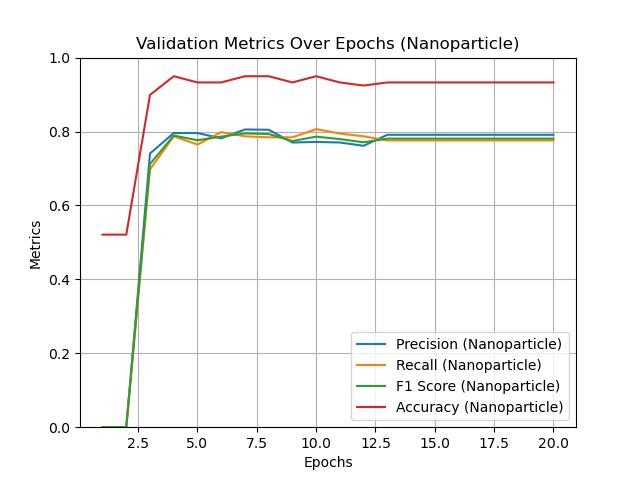 Validation Metrics Over Epochs (Nanoparticle)
1.0
0.8
0.6
0.4
0.2
0.0
Metrics
2.5 5.0 7.5 10.0 12.5 15.0 17.5 20.0
Epochs
Precision (Nanoparticle)
Recall (Nanoparticle)
F1 Score (Nanoparticle)
Accuracy (Nanoparticle)